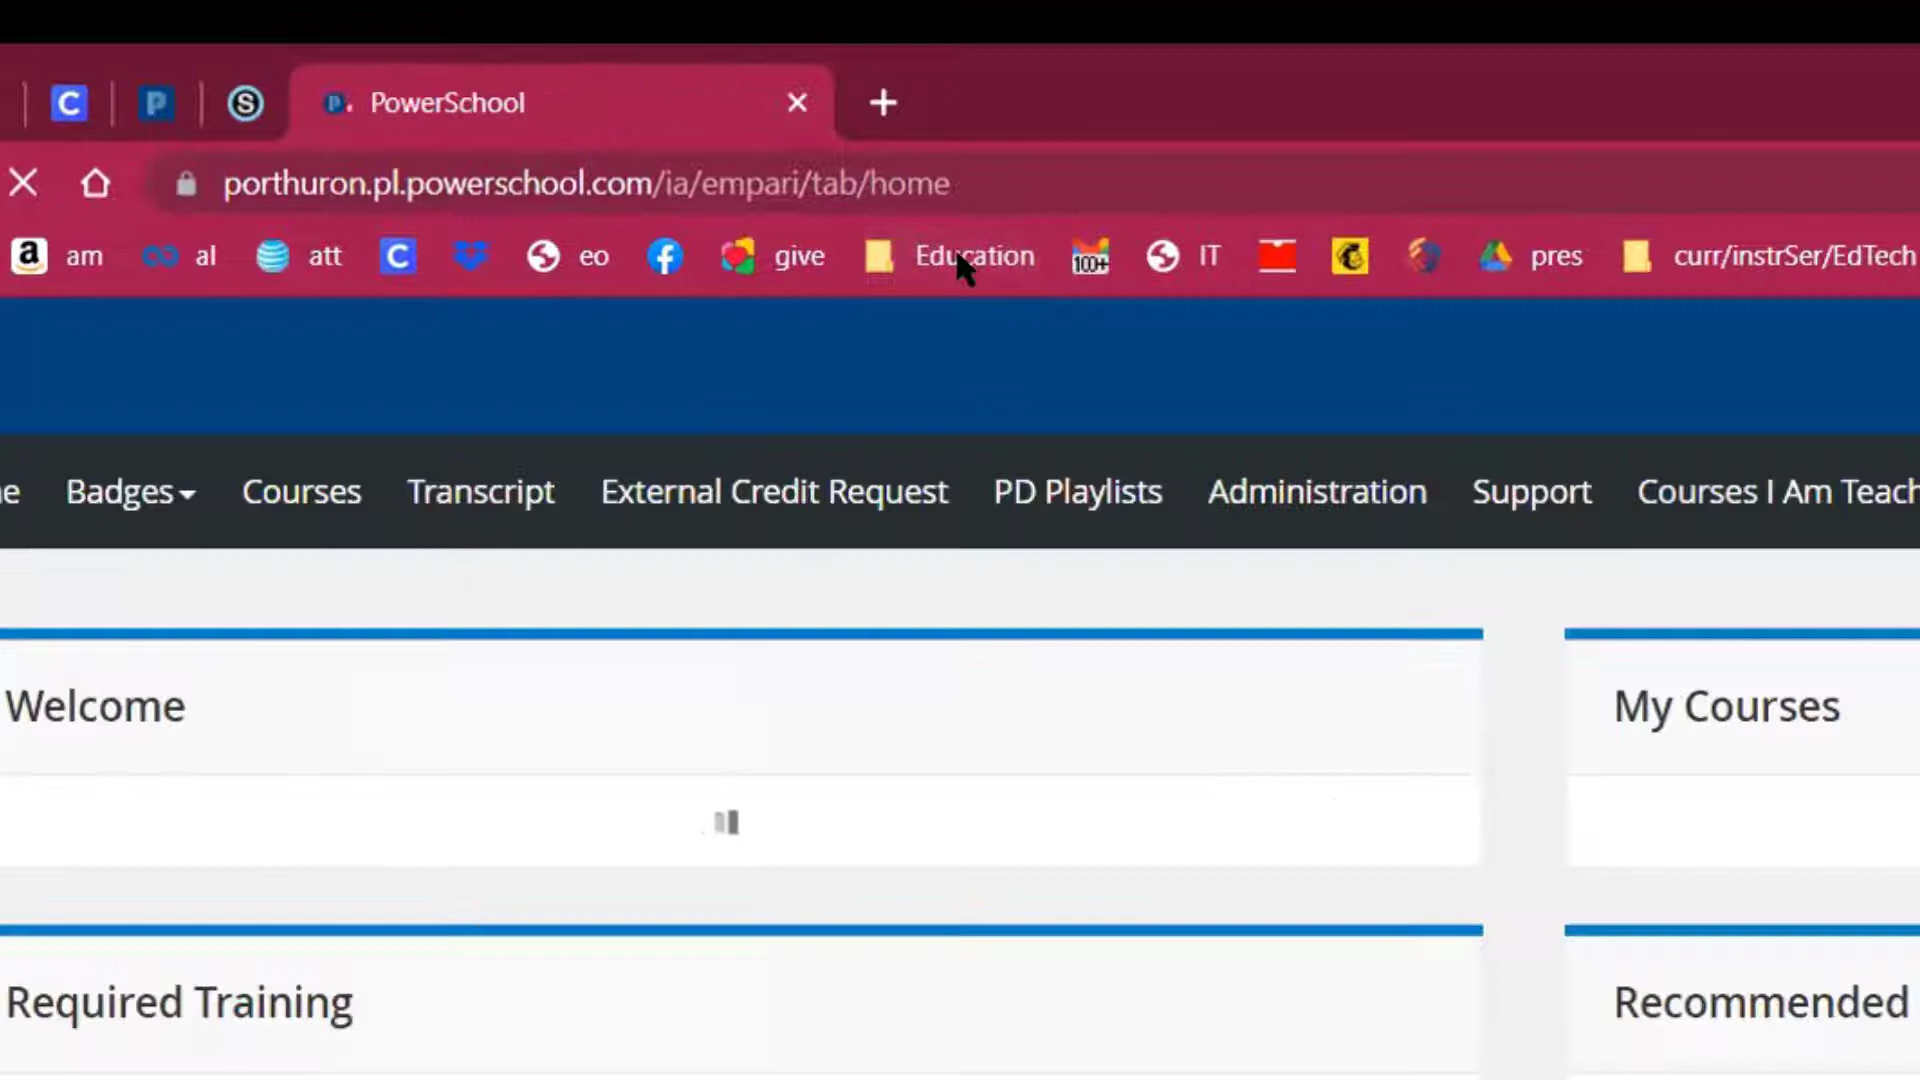 C P S PowerSchool
porthuron.pl.powerschool.com/ia/empari/tab/home
a am al att C eo give Education 100+ IT pres curr/instrSer/EdTech
e Badges Courses Transcript External Credit Request PD Playlists Administration Support Courses I Am Teach
Welcome My Courses
Required Training Recommended